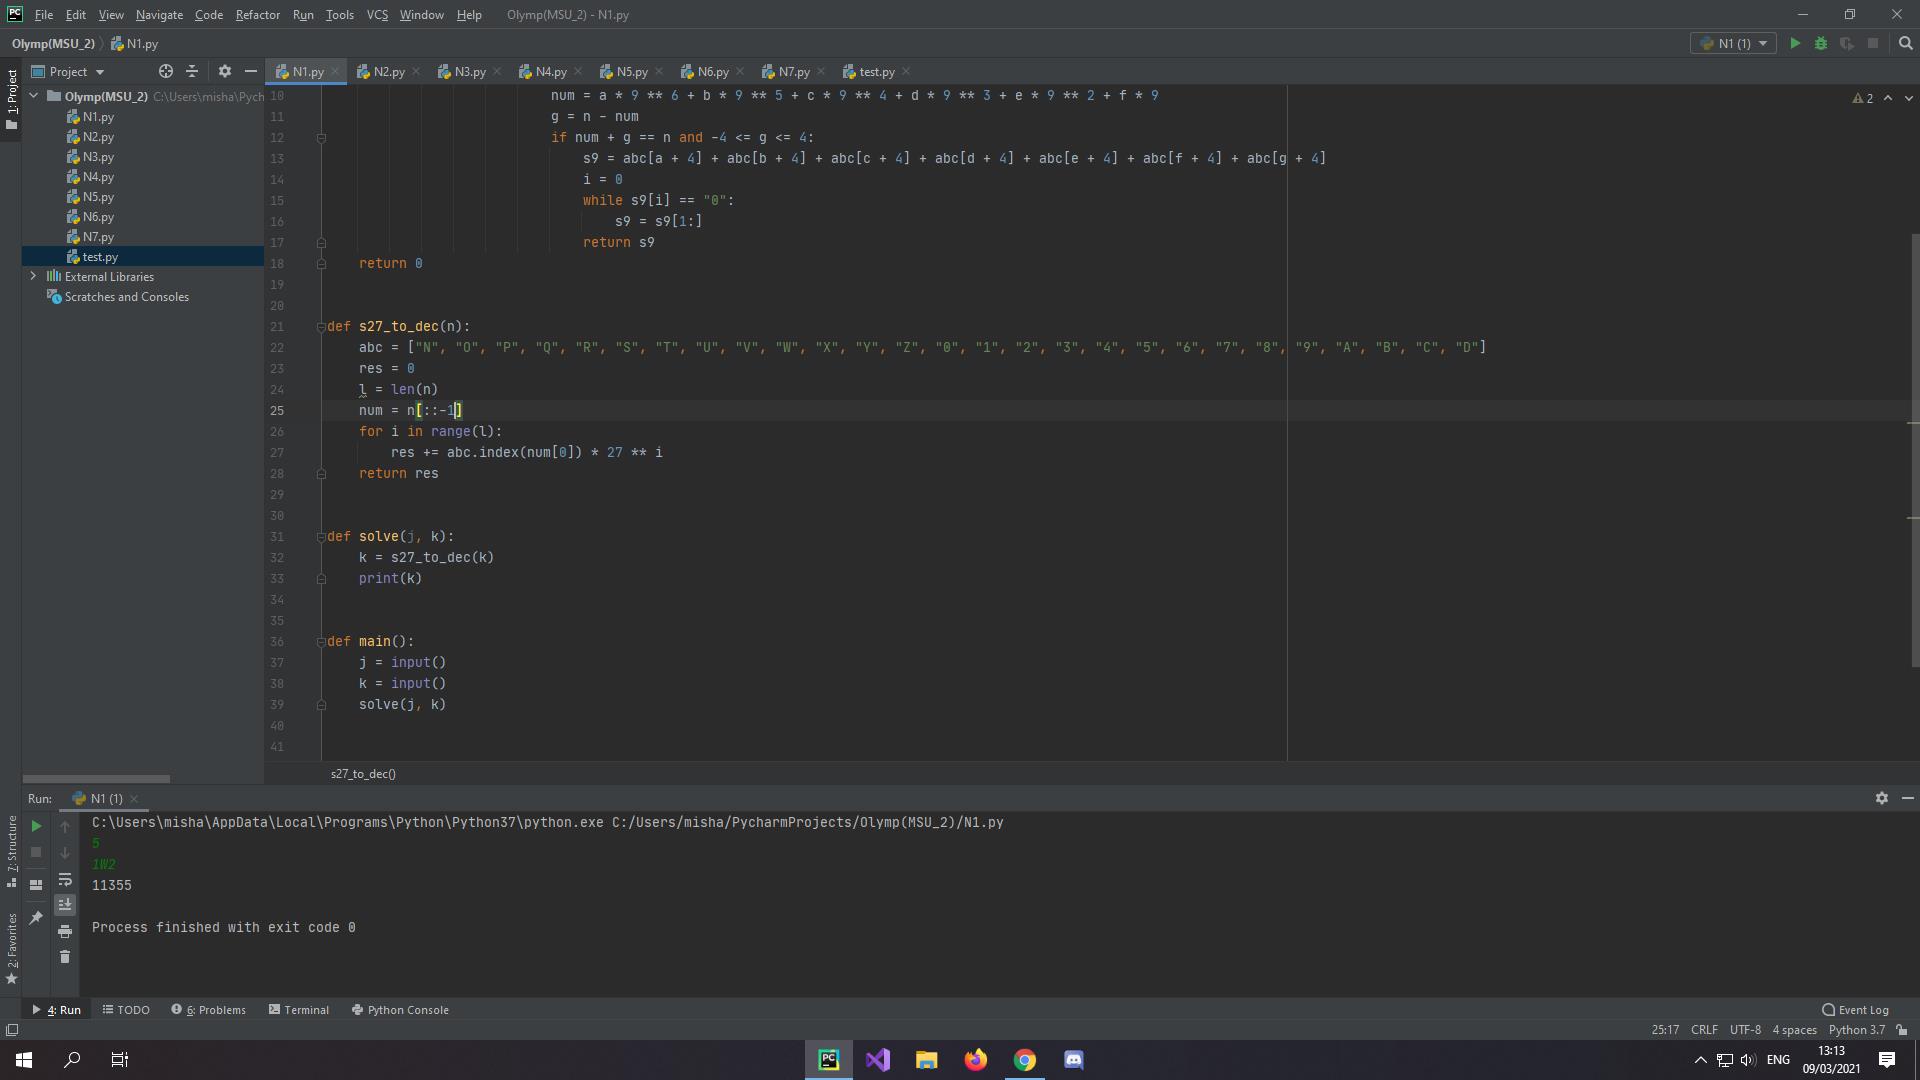 PC File Edit View Navigate Code Refactor Run Tools VCS Window Help Olymp(MSU_2) - N1.py
Olymp(MSU_2) N1.py N1 (1)
1: Project
Project N1.py N2.py N3.py N4.py N5.py N6.py N7.py test.py
Olymp(MSU_2) C:\Users\misha\Pych
N1.py
N2.py
N3.py
N4.py
N5.py
N6.py
N7.py
test.py
External Libraries
Scratches and Consoles
2
10 num = a * 9 ** 6 + b * 9 ** 5 + c * 9 ** 4 + d * 9 ** 3 + e * 9 ** 2 + f * 9
11 g = n - num
12 if num + g == n and -4 <= g <= 4:
13 s9 = abc[a + 4] + abc[b + 4] + abc[c + 4] + abc[d + 4] + abc[e + 4] + abc[f + 4] + abc[g + 4]
14 i = 0
15 while s9[i] == "0":
16 s9 = s9[1:]
17 return s9
18 return 0
19
20
21 def s27_to_dec(n):
22 abc = ["N", "O", "P", "Q", "R", "S", "T", "U", "V", "W", "X", "Y", "Z", "0", "1", "2", "3", "4", "5", "6", "7", "8", "9", "A", "B", "C", "D"]
23 res = 0
24 l = len(n)
25 num = n[::-1]
26 for i in range(l):
27 res += abc.index(num[0]) * 27 ** i
28 return res
29
30
31 def solve(j, k):
32 k = s27_to_dec(k)
33 print(k)
34
35
36 def main():
37 j = input()
38 k = input()
39 solve(j, k)
40
41
s27_to_dec()
Run: N1 (1)
7: Structure
2: Favorites
C:\Users\misha\AppData\Local\Programs\Python\Python37\python.exe C:/Users/misha/PycharmProjects/Olymp(MSU_2)/N1.py
5
1W2
11355
Process finished with exit code 0
4: Run TODO 6: Problems Terminal Python Console Event Log
25:17 CRLF UTF-8 4 spaces Python 3.7
PC ENG 13:13
09/03/2021